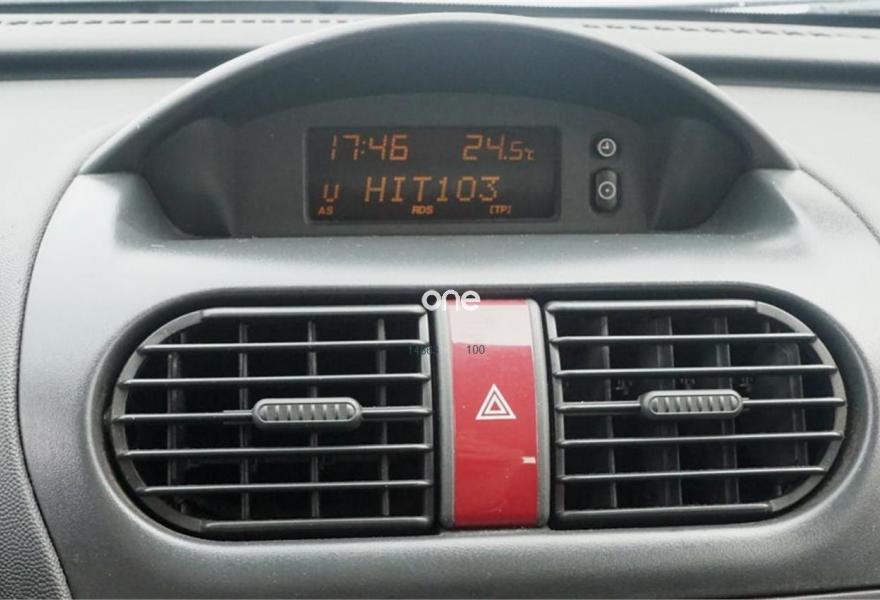 17:46 24.5℃
u HIT103
AS RDS [TP]
one
100